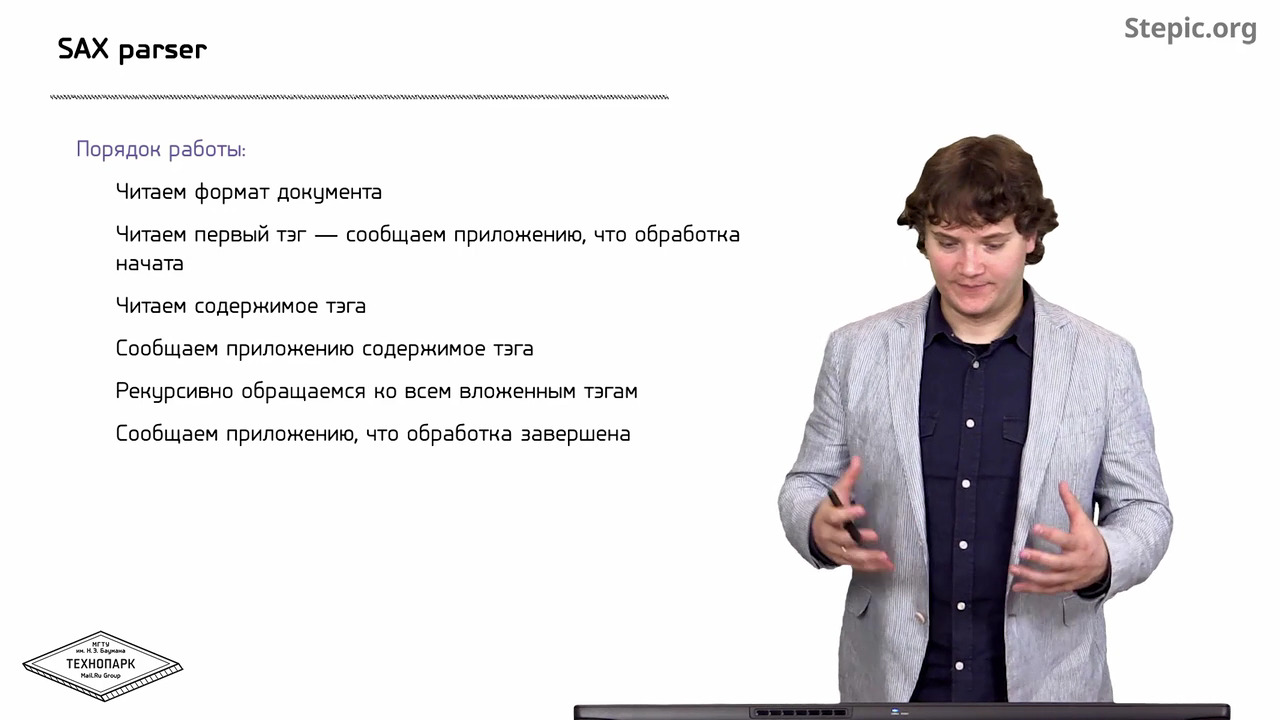 SAX parser
Stepic.org
Порядок работы:
Читаем формат документа
Читаем первый тэг — сообщаем приложению, что обработка
начата
Читаем содержимое тэга
Сообщаем приложению содержимое тэга
Рекурсивно обращаемся ко всем вложенным тэгам
Сообщаем приложению, что обработка завершена
МГТУ
им. Н.Э. Баумана
ТЕХНОПАРК
Mail.Ru Group